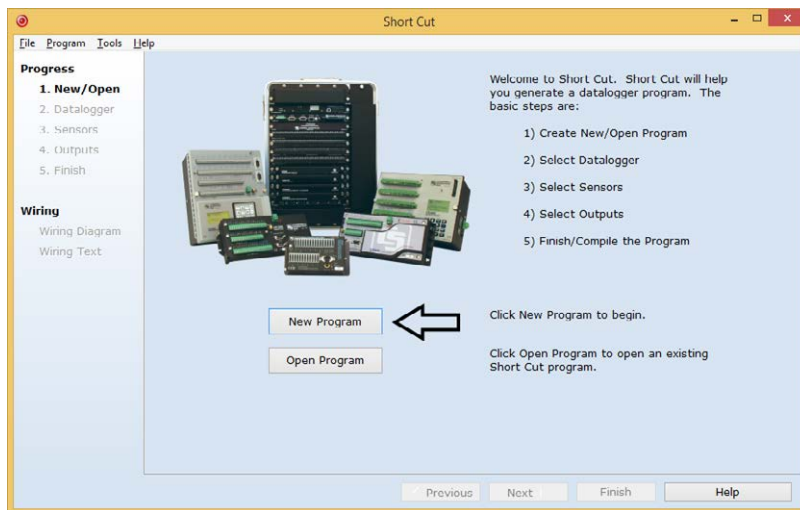 Short Cut
File Program Tools Help
Progress
1. New/Open
2. Datalogger
3. Sensors
4. Outputs
5. Finish
Wiring
Wiring Diagram
Wiring Text
Welcome to Short Cut. Short Cut will help
you generate a datalogger program. The
basic steps are:
1) Create New/Open Program
2) Select Datalogger
3) Select Sensors
4) Select Outputs
5) Finish/Compile the Program
New Program
Click New Program to begin.
Open Program
Click Open Program to open an existing
Short Cut program.
Previous Next Finish Help